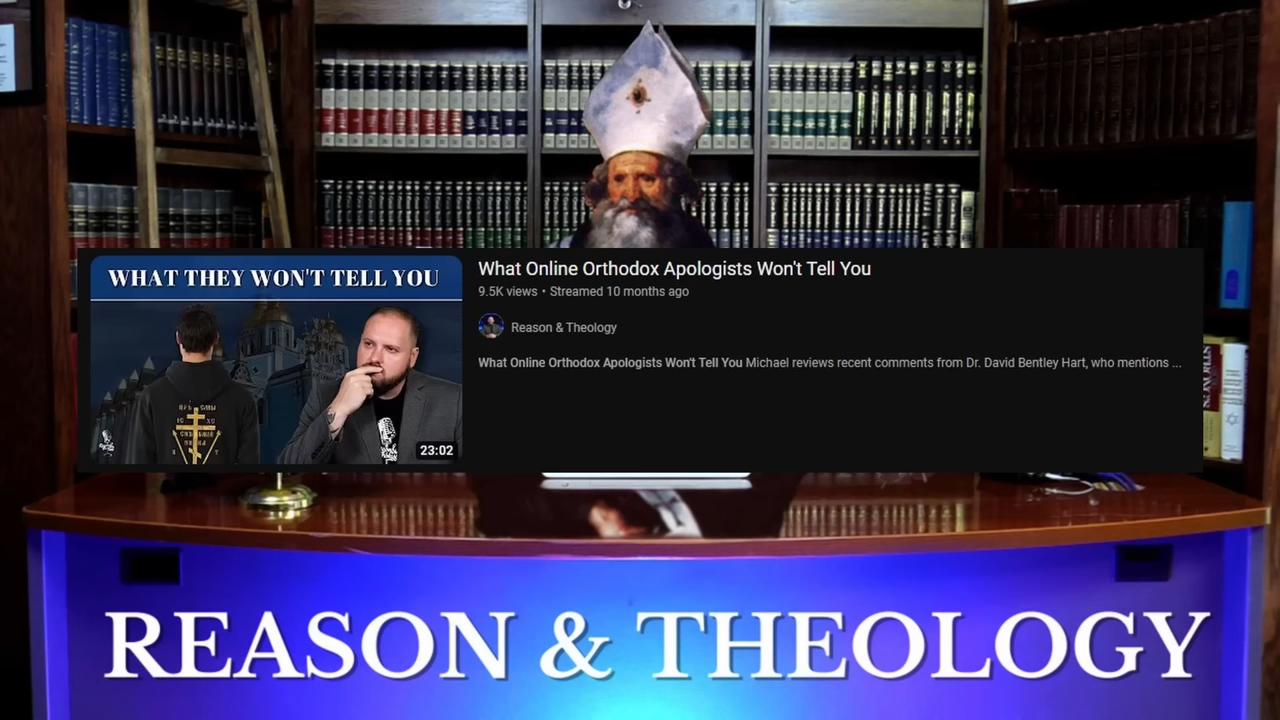 WHAT THEY WON'T TELL YOU
23:02
What Online Orthodox Apologists Won't Tell You
9.5K views • Streamed 10 months ago
Reason & Theology
What Online Orthodox Apologists Won't Tell You Michael reviews recent comments from Dr. David Bentley Hart, who mentions ...
REASON & THEOLOGY